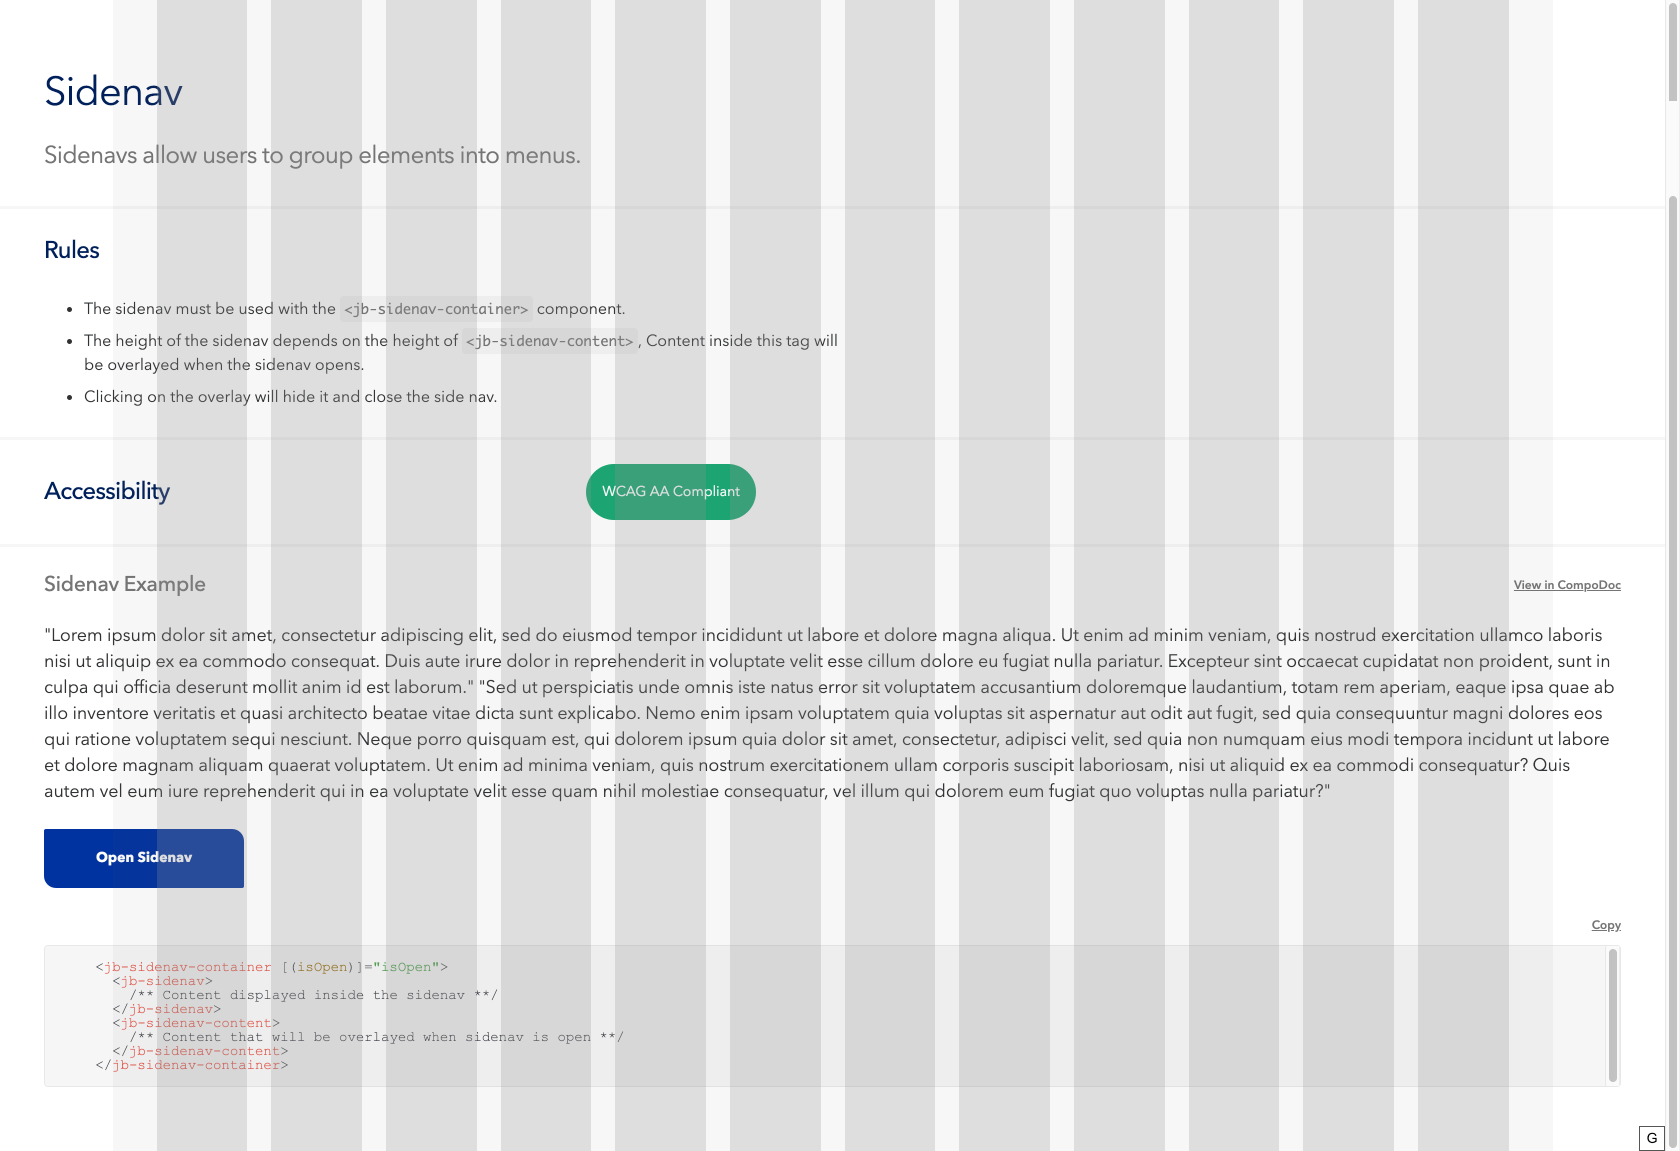 Sidenav
Sidenavs allow users to group elements into menus.
Rules
• The sidenav must be used with the <jb-sidenav-container> component.
• The height of the sidenav depends on the height of <jb-sidenav-content>, Content inside this tag will
be overlayed when the sidenav opens.
• Clicking on the overlay will hide it and close the side nav.
Accessibility
WCAG AA Compliant
Sidenav Example
View in CompoDoc
"Lorem ipsum dolor sit amet, consectetur adipiscing elit, sed do eiusmod tempor incididunt ut labore et dolore magna aliqua. Ut enim ad minim veniam, quis nostrud exercitation ullamco laboris
nisi ut aliquip ex ea commodo consequat. Duis aute irure dolor in reprehenderit in voluptate velit esse cillum dolore eu fugiat nulla pariatur. Excepteur sint occaecat cupidatat non proident, sunt in
culpa qui officia deserunt mollit anim id est laborum." "Sed ut perspiciatis unde omnis iste natus error sit voluptatem accusantium doloremque laudantium, totam rem aperiam, eaque ipsa quae ab
illo inventore veritatis et quasi architecto beatae vitae dicta sunt explicabo. Nemo enim ipsam voluptatem quia voluptas sit aspernatur aut odit aut fugit, sed quia consequuntur magni dolores eos
qui ratione voluptatem sequi nesciunt. Neque porro quisquam est, qui dolorem ipsum quia dolor sit amet, consectetur, adipisci velit, sed quia non numquam eius modi tempora incidunt ut labore
et dolore magnam aliquam quaerat voluptatem. Ut enim ad minima veniam, quis nostrum exercitationem ullam corporis suscipit laboriosam, nisi ut aliquid ex ea commodi consequatur? Quis
autem vel eum iure reprehenderit qui in ea voluptate velit esse quam nihil molestiae consequatur, vel illum qui dolorem eum fugiat quo voluptas nulla pariatur?"
Open Sidenav
Copy
<jb-sidenav-container [(isOpen)]="isOpen">
<jb-sidenav>
/** Content displayed inside the sidenav **/
</jb-sidenav>
<jb-sidenav-content>
/** Content that will be overlayed when sidenav is open **/
</jb-sidenav-content>
</jb-sidenav-container>
G